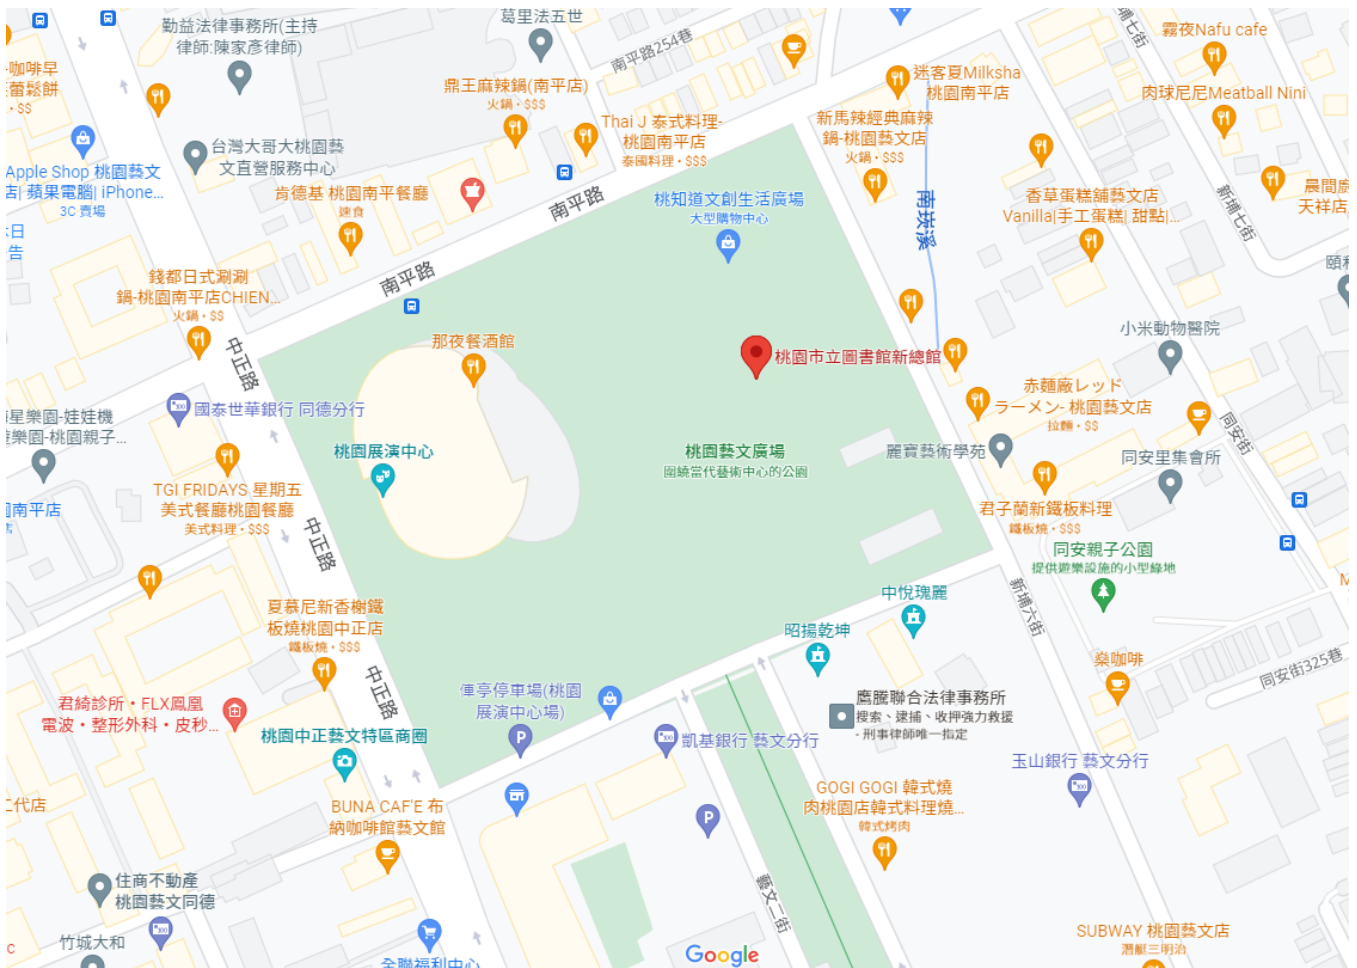 勤益法律事務所(主持
律師:陳家彥律師)
葛里法五世
南平路254巷
新埔七街
霧夜Nafu cafe
咖啡早
蕾鬆餅
·$$
鼎王麻辣鍋(南平店)
火鍋·$$$
迷客夏Milksha
桃園南平店
肉球尼尼Meatball Nini
Thai J 泰式料理-
桃園南平店
泰國料理·$$$
新馬辣經典麻辣
鍋-桃園藝文店
火鍋·$$$
台灣大哥大桃園藝
文直營服務中心
Apple Shop 桃園藝文
店| 蘋果電腦| iPhone...
3C 賣場
肯德基 桃園南平餐廳
速食
南平路
桃知道文創生活廣場
大型購物中心
南崁溪
香草蛋糕舖藝文店
Vanilla|手工蛋糕|.甜點|...
新埔七街
晨間廚
天祥店
日
告
錢都日式涮涮
鍋-桃園南平店CHIEN...
火鍋·$$
南平路
頤和
小米動物醫院
那夜餐酒館
中正路
桃園市立圖書館新總館
赤麵廠レッド
ラーメン- 桃園藝文店
拉麵·$$
國泰世華銀行 同德分行
星樂園-娃娃機
樂園-桃園親子...
桃園展演中心
桃園藝文廣場
圍繞當代藝術中心的公園
麗寶藝術學苑
同安里集會所
同安街
TGI FRIDAYS 星期五
美式餐廳桃園餐廳
美式料理·$$$
園南平店
君子蘭新鐵板料理
鐵板燒·$$$
中正路
同安親子公園
提供遊樂設施的小型綠地
夏慕尼新香榭鐵
板燒桃園中正店
鐵板燒·$$$
中悅瑰麗
昭揚乾坤
新埔六街
燊咖啡
同安街325巷
中正路
君綺診所·FLX鳳凰
電波·整形外科·皮秒...
俥亭停車場(桃園
展演中心場)
鷹騰聯合法律事務所
搜索、逮捕、收押強力救援
- 刑事律師唯一指定
桃園中正藝文特區商圈
凱基銀行 藝文分行
玉山銀行 藝文分行
二代店
BUNA CAF'E 布
納咖啡館藝文館
GOGI GOGI 韓式燒
肉桃園店韓式料理燒...
韓式烤肉
住商不動產
桃園藝文同德
藝文二街
竹城大和
Google
全聯福利中心
SUBWAY 桃園藝文店
潛艇三明治